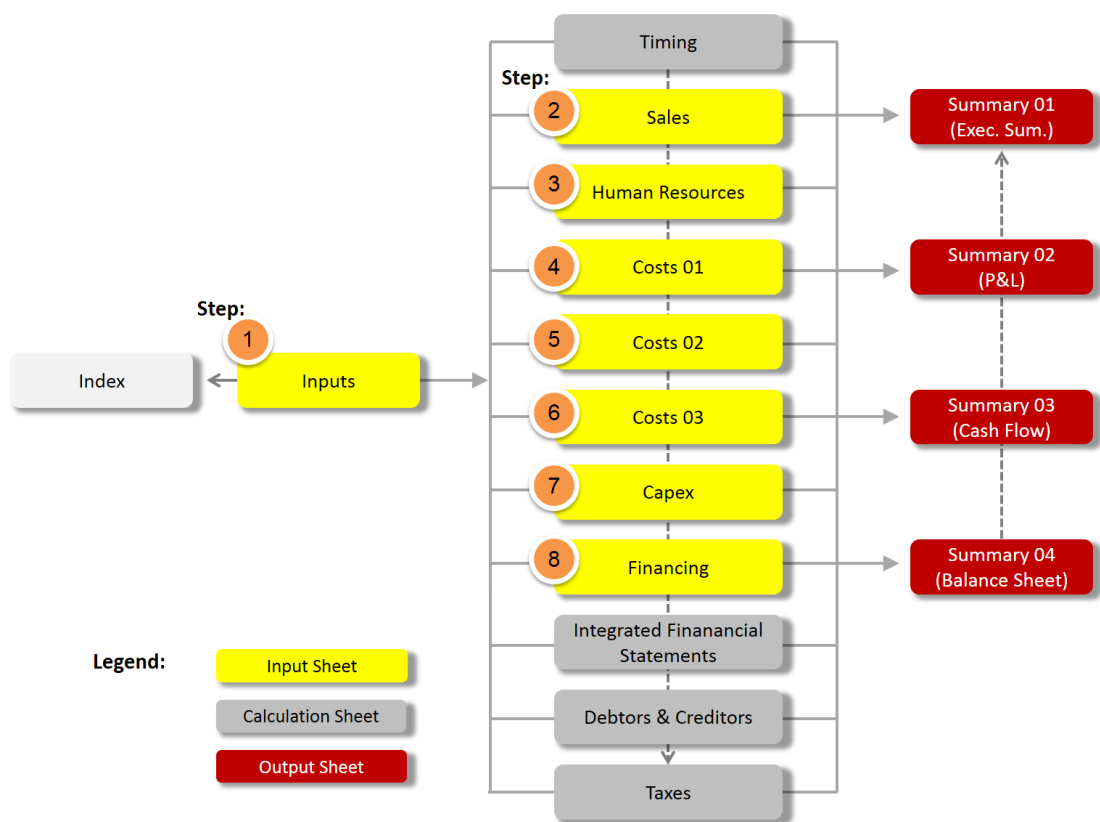 Timing
Step:
2
Sales
Summary 01
(Exec. Sum.)
3
Human Resources
4
Costs 01
Summary 02
(P&L)
Step:
1
5
Costs 02
Index
Inputs
6
Costs 03
Summary 03
(Cash Flow)
7
Capex
8
Financing
Summary 04
(Balance Sheet)
Integrated Finanancial
Statements
Legend:
Input Sheet
Calculation Sheet
Debtors & Creditors
Output Sheet
Taxes